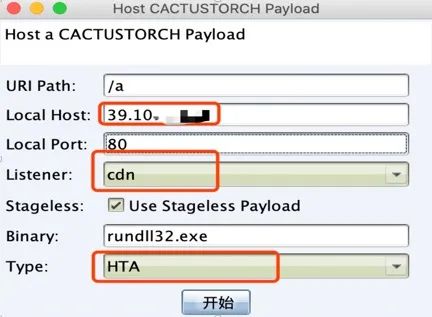 Host CACTUSTORCH Payload
Host a CACTUSTORCH Payload
URI Path: /a
Local Host: 39.10.
Local Port: 80
Listener: cdn
Stageless: Use Stageless Payload
Binary: rundll32.exe
Type: HTA
开始